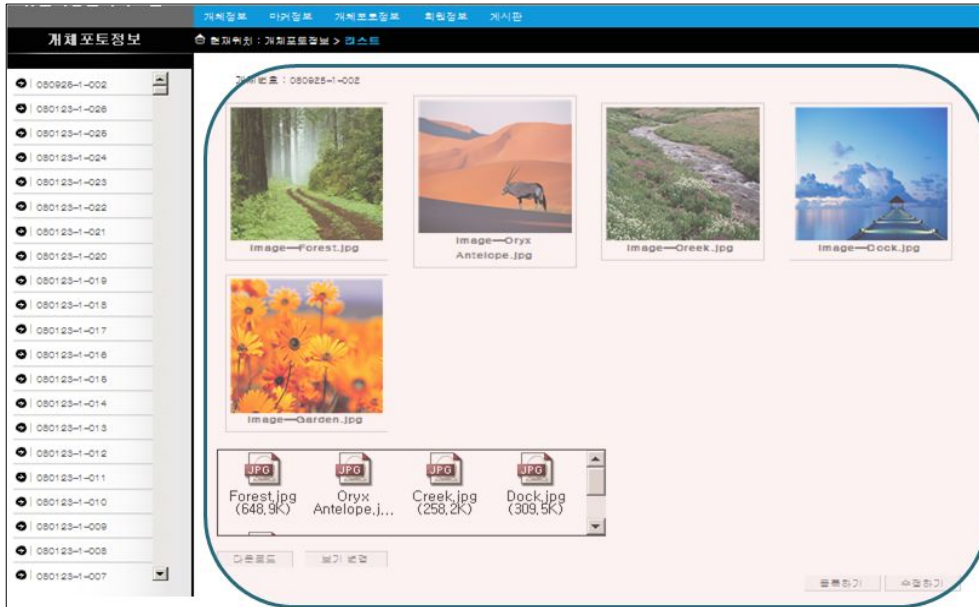 개체정보 마커정보 개체포토정보 회원정보 게시판
개체포토정보
현재위치 : 개체포토정보 > 리스트
080925-1-002
080123-1-026
080123-1-025
080123-1-024
080123-1-023
080123-1-022
080123-1-021
080123-1-020
080123-1-019
080123-1-018
080123-1-017
080123-1-016
080123-1-015
080123-1-014
080123-1-013
080123-1-012
080123-1-011
080123-1-010
080123-1-009
080123-1-008
080123-1-007
개체번호 : 080925-1-002
Image—Forest.jpg
Image—Oryx
Antelope.jpg
Image—Creek.jpg
Image—Dock.jpg
Image—Garden.jpg
JPG JPG JPG JPG
Forest.jpg
(648,9K)
Oryx
Antelope.j...
Creek.jpg
(258,2K)
Dock.jpg
(309,5K)
다운로드 보기 변경
등록하기 수정하기